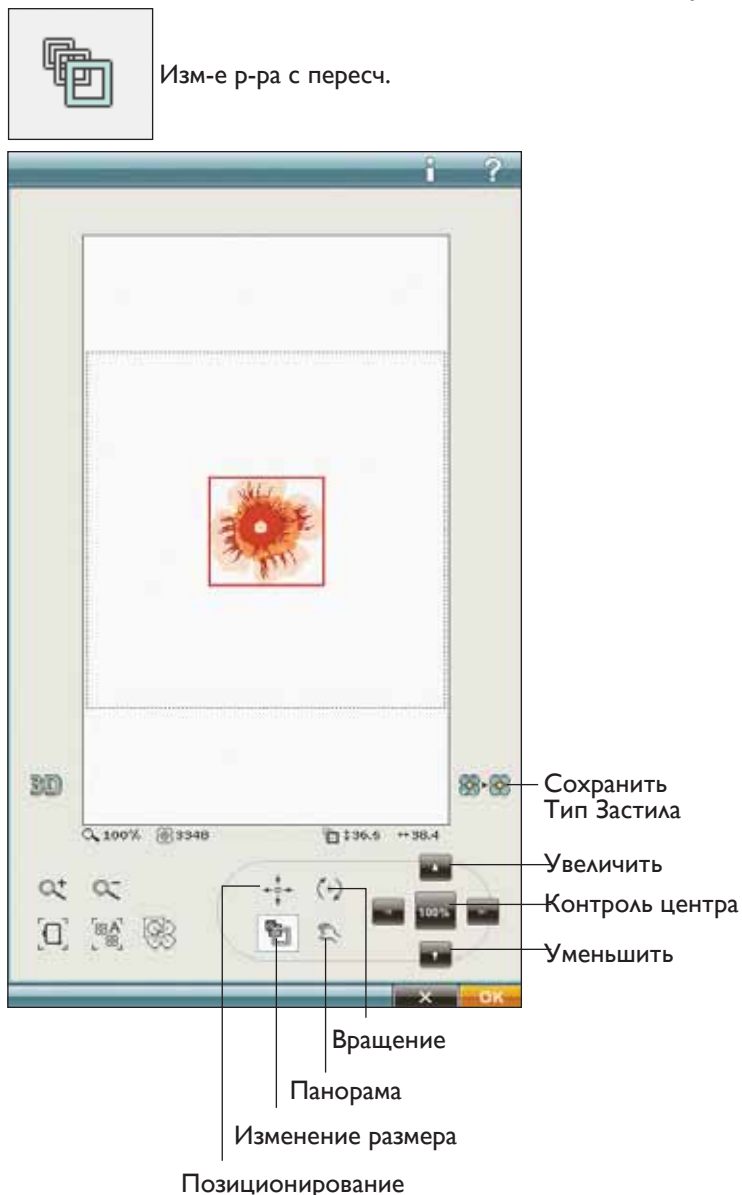 Изм-е р-ра с пересч.
i ?
3D
Сохранить
Тип Застила
100% 3348 36.6 38.4
Увеличить
100%
Контроль центра
Уменьшить
X OK
Вращение
Панорама
Изменение размера
Позиционирование